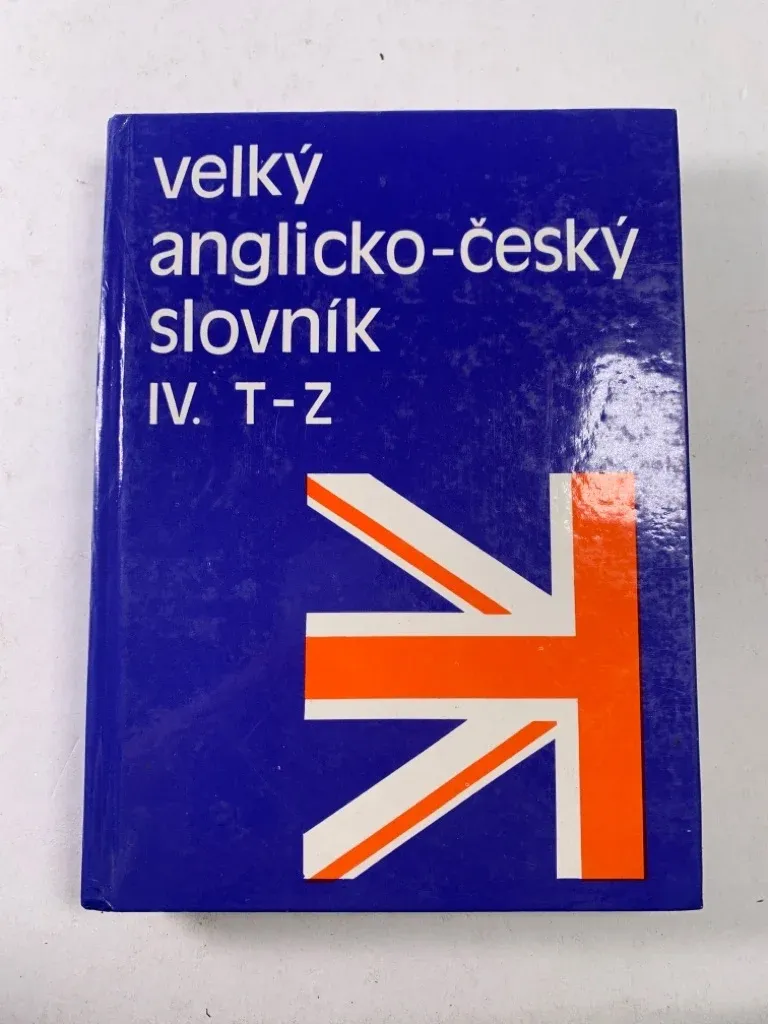 velký
anglicko-český
slovník
IV. T-Z